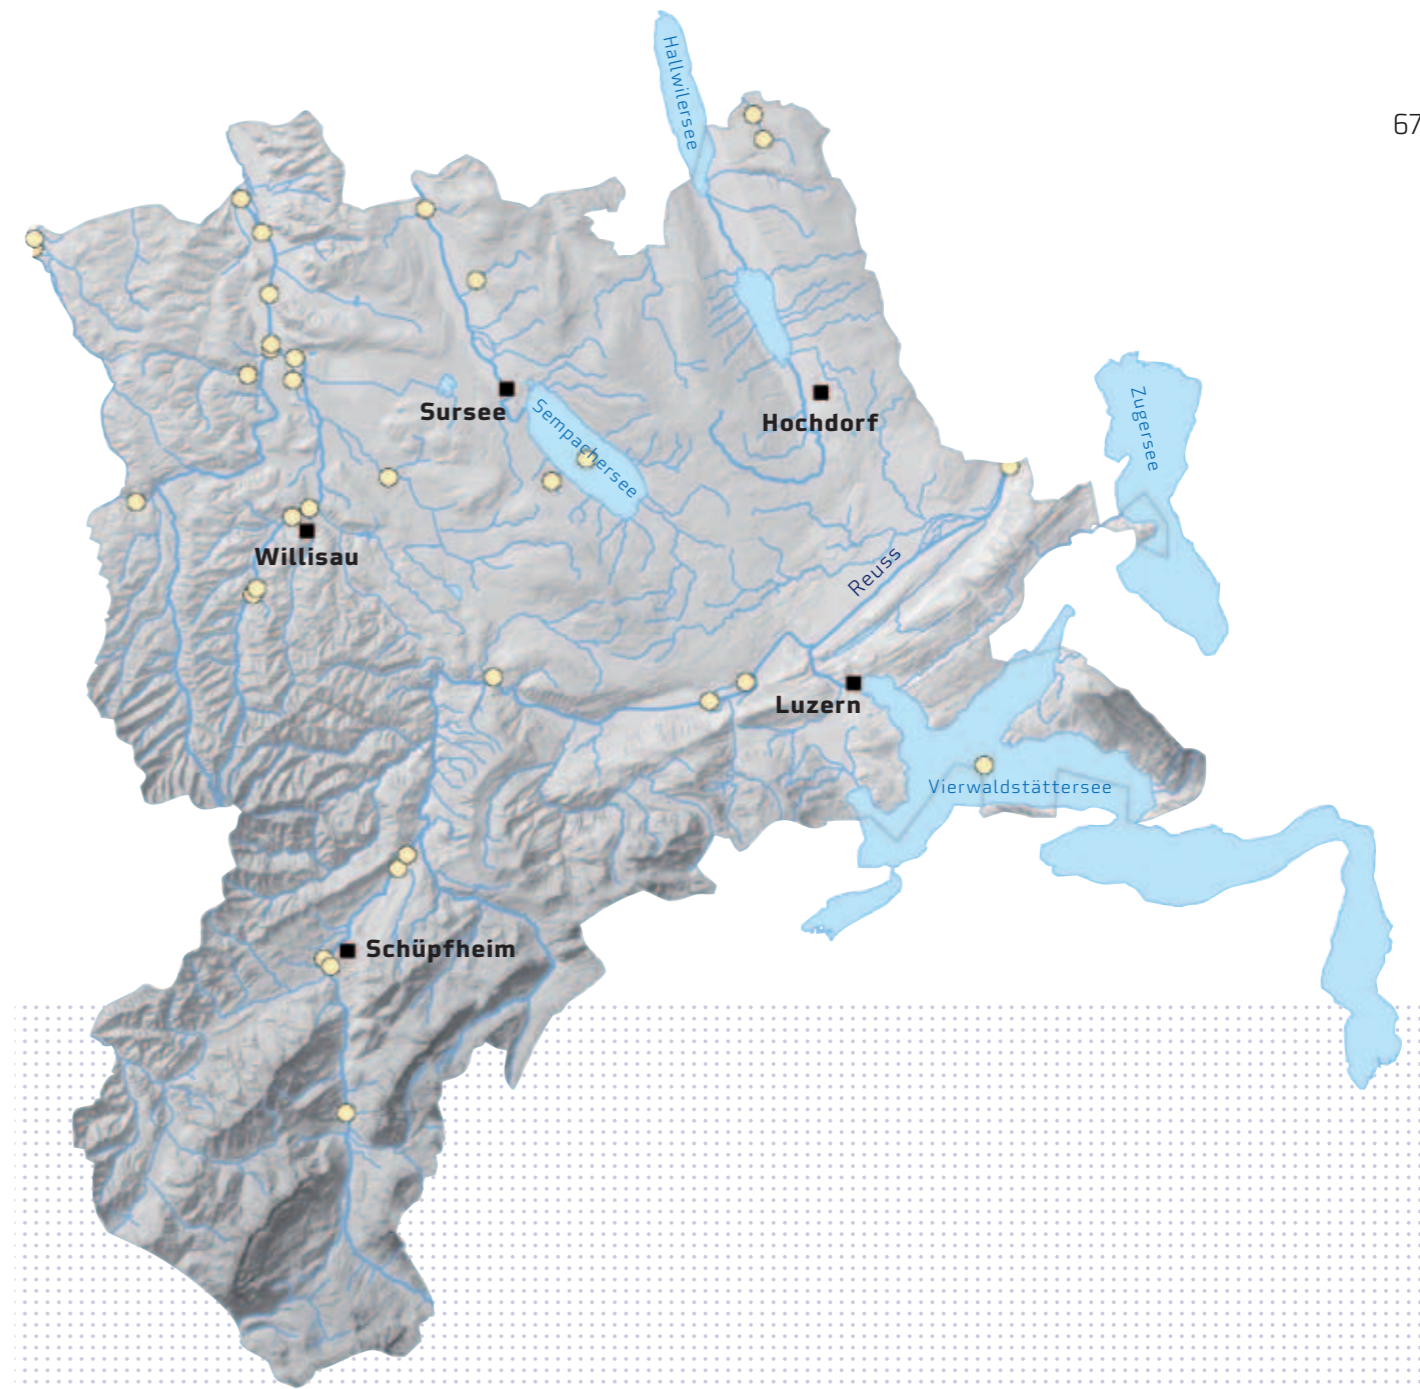 Hallwilersee
67
Zugersee
Sursee
Sempachersee
Hochdorf
Willisau
Reuss
Luzern
Vierwaldstättersee
Schüpfheim